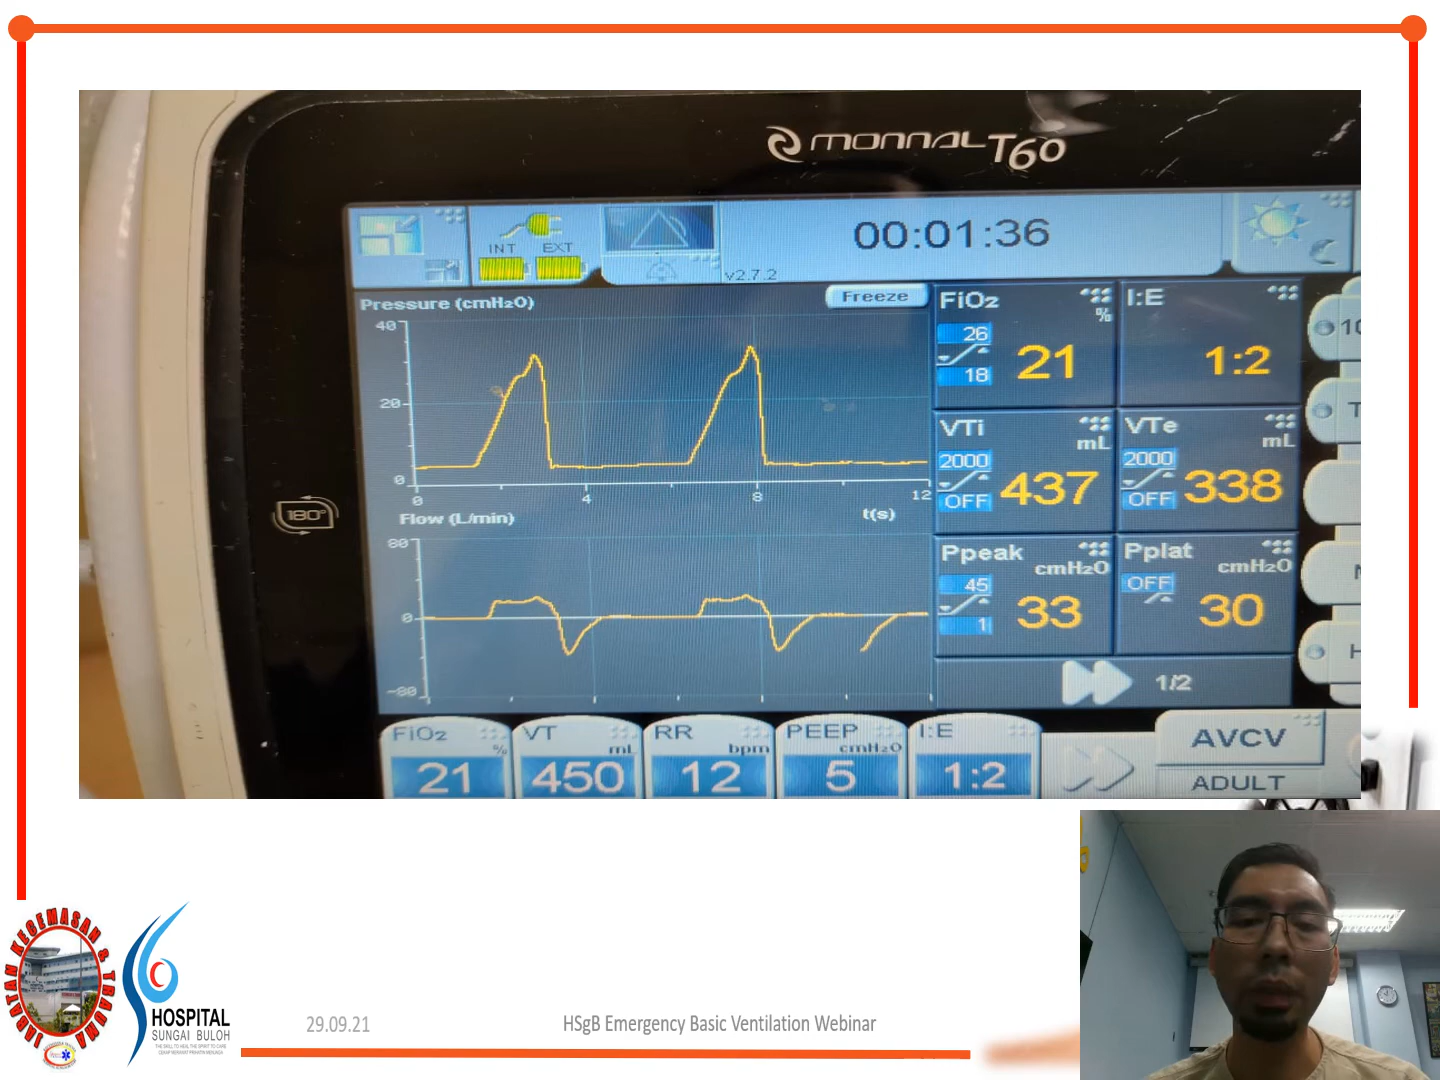 monnal T60
INT EXT
00:01:36
v2.7.2
Pressure (cmH₂O)
Freeze
40
20
0
0 4 8 12
t(s)
Flow (L/min)
80
0
-80
180°
FiO₂ %
26
18
21
I:E
1:2
VTi mL
2000
OFF
437
VTe mL
2000
OFF
338
Ppeak cmH₂O
45
1
33
Pplat cmH₂O
OFF
30
1/2
10
T
H
FiO₂ %
21
VT mL
450
RR bpm
12
PEEP cmH₂O
5
I:E
1:2
AVCV
ADULT
JABATAN KECEMASAN & TRAUMA
HOSPITAL
SUNGAI BULOH
29.09.21
HSgB Emergency Basic Ventilation Webinar